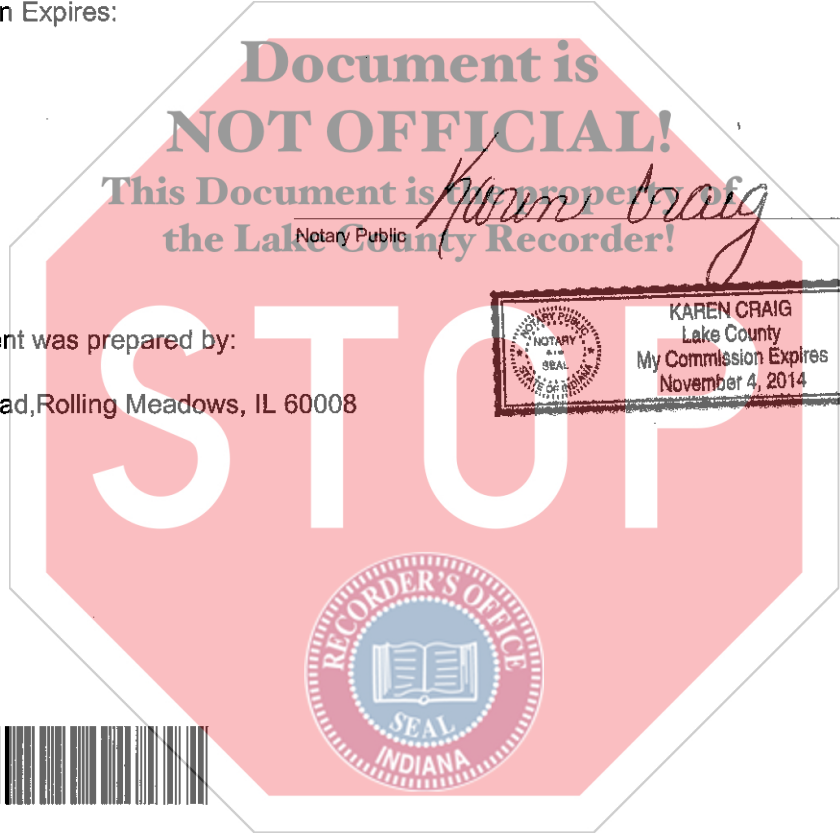 n Expires:
Document is
NOT OFFICIAL!
This Document is the property of
the Lake County Recorder!
Karen Craig
Notary Public
KAREN CRAIG
Lake County
My Commission Expires
November 4, 2014
NOTARY PUBLIC
NOTARY
SEAL
STATE OF INDIANA
nt was prepared by:
ad,Rolling Meadows, IL 60008
STOP
RECORDER'S OFFICE
SEAL
INDIANA